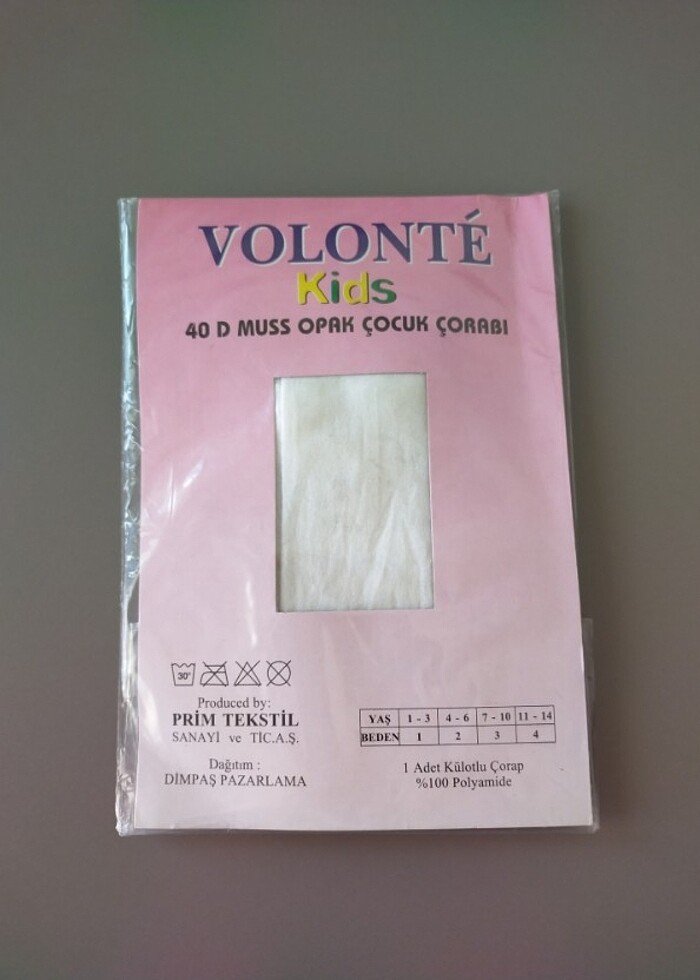 VOLONTÉ
Kids
40 D MUSS OPAK ÇOCUK ÇORABI
30°
Produced by:
PRİM TEKSTİL
SANAYİ ve TİC.A.Ş.
Dağıtım :
DİMPAŞ PAZARLAMA
YAŞ 1 - 3 4 - 6 7 - 10 11 - 14
BEDEN 1 2 3 4
1 Adet Külotlu Çorap
%100 Polyamide